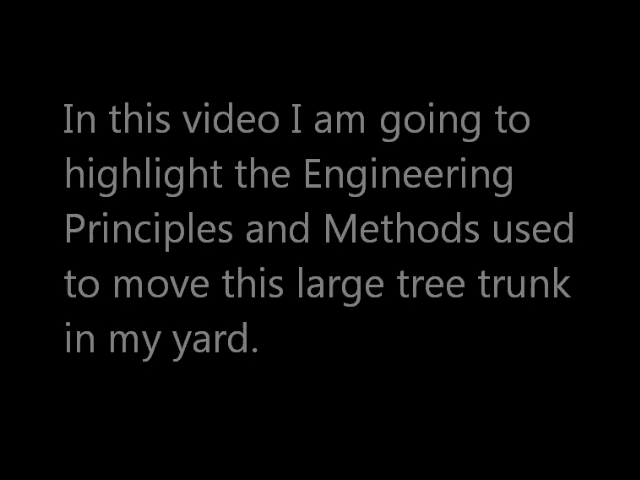 In this video I am going to
highlight the Engineering
Principles and Methods used
to move this large tree trunk
in my yard.